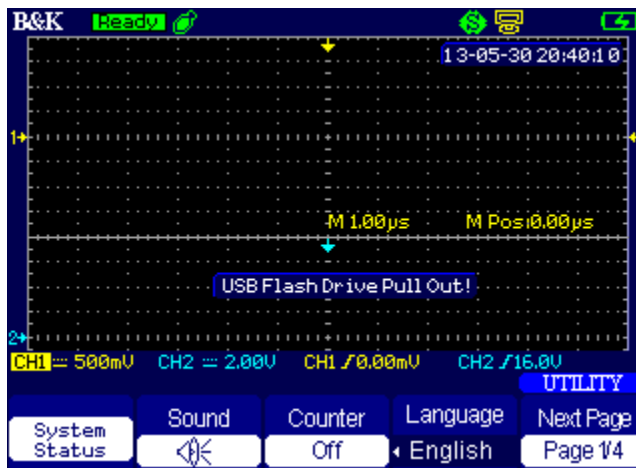 B&K Ready
13-05-30 20:40:10
1
M 1.00µs M Pos:0.00µs
USB Flash Drive Pull Out!
2
CH1 500mV CH2 2.00V CH1 0.00mV CH2 16.0V
UTILITY
System Status Sound Counter Off Language English Next Page Page 1/4